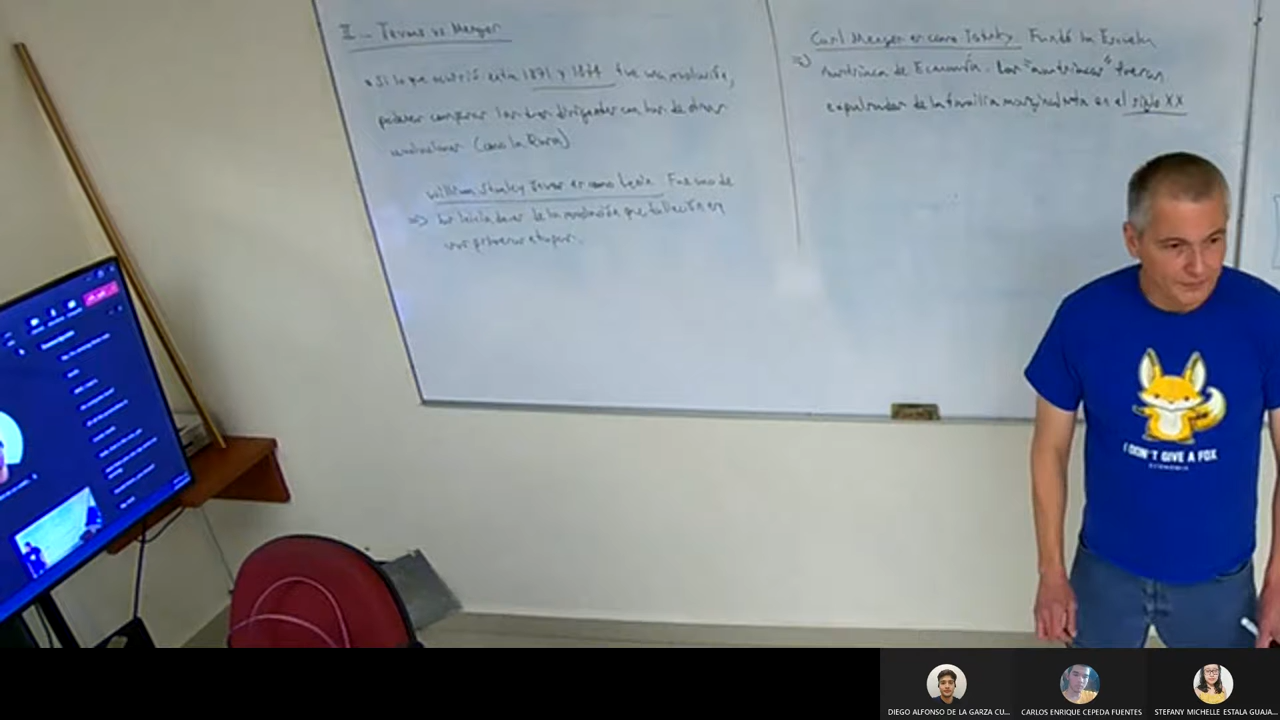 II.- Jevons vs Menger
• Si lo que ocurrió entre 1871 y 1874 fue una revolución,
podemos comparar los tres dirigentes con los de otras
revoluciones (como la Rusa)
William Stanley Jevons es como Lenin. Fue uno de
=> los líderes de la revolución que falleció en
sus primeras etapas.
Carl Menger es como Trotsky. Fundó la Escuela
=> Austriaca de Economía. Los "austriacos" fueron
expulsados de la familia marginalista en el siglo XX
I DON'T GIVE A FOX
ECONOMIA
DIEGO ALFONSO DE LA GARZA CU...
CARLOS ENRIQUE CEPEDA FUENTES
STEFANY MICHELLE ESTALA GUAJA...